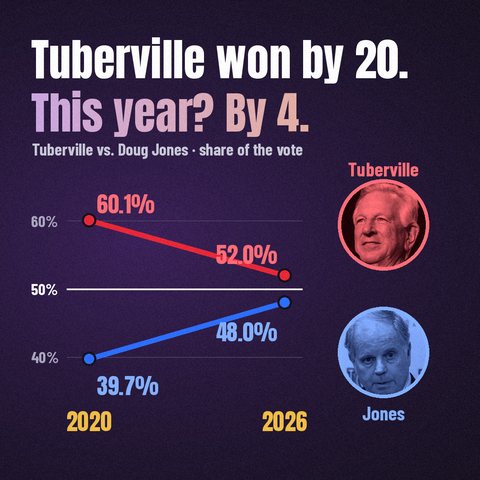 Tuberville won by 20.
This year? By 4.
Tuberville vs. Doug Jones · share of the vote
Tuberville
60.1%
60%
52.0%
50%
48.0%
40%
39.7%
Jones
2020 2026